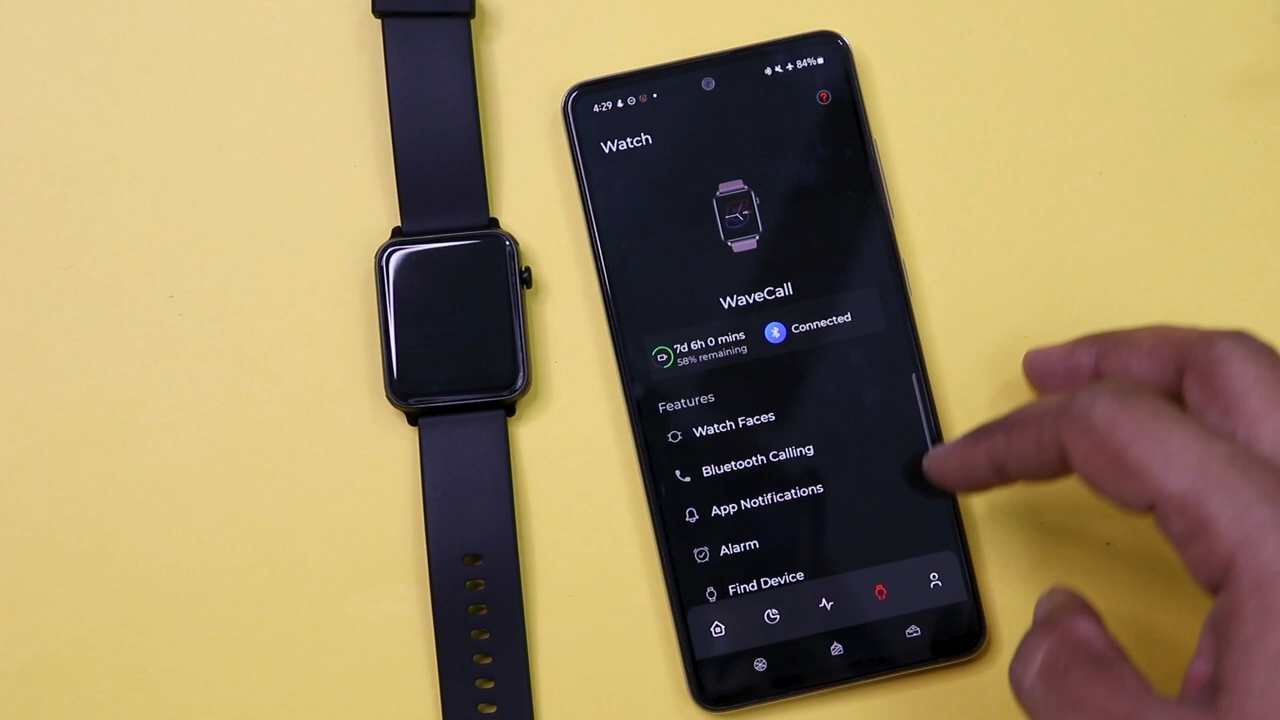 4:29
84%
?
Watch
WaveCall
7d 6h 0 mins
58% remaining
Connected
Features
Watch Faces
Bluetooth Calling
App Notifications
Alarm
Find Device